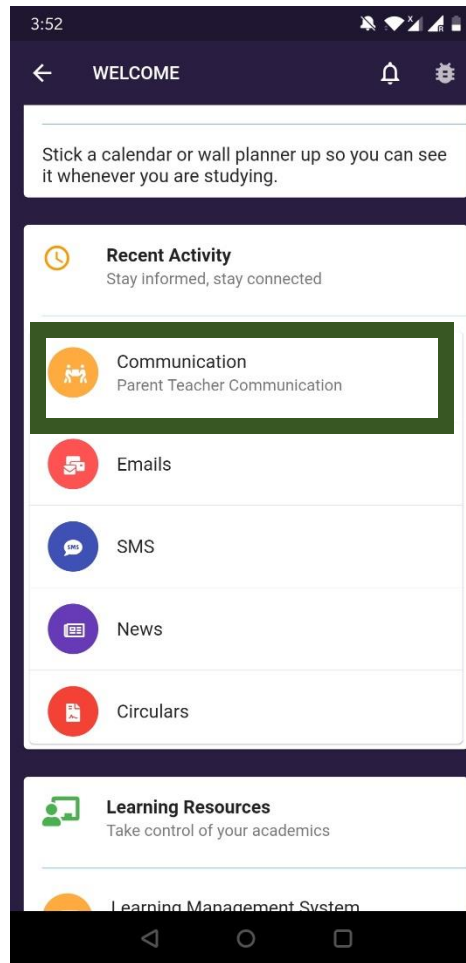 3:52
WELCOME
Stick a calendar or wall planner up so you can see
it whenever you are studying.
Recent Activity
Stay informed, stay connected
Communication
Parent Teacher Communication
Emails
SMS
SMS
News
Circulars
Learning Resources
Take control of your academics
Learning Management System